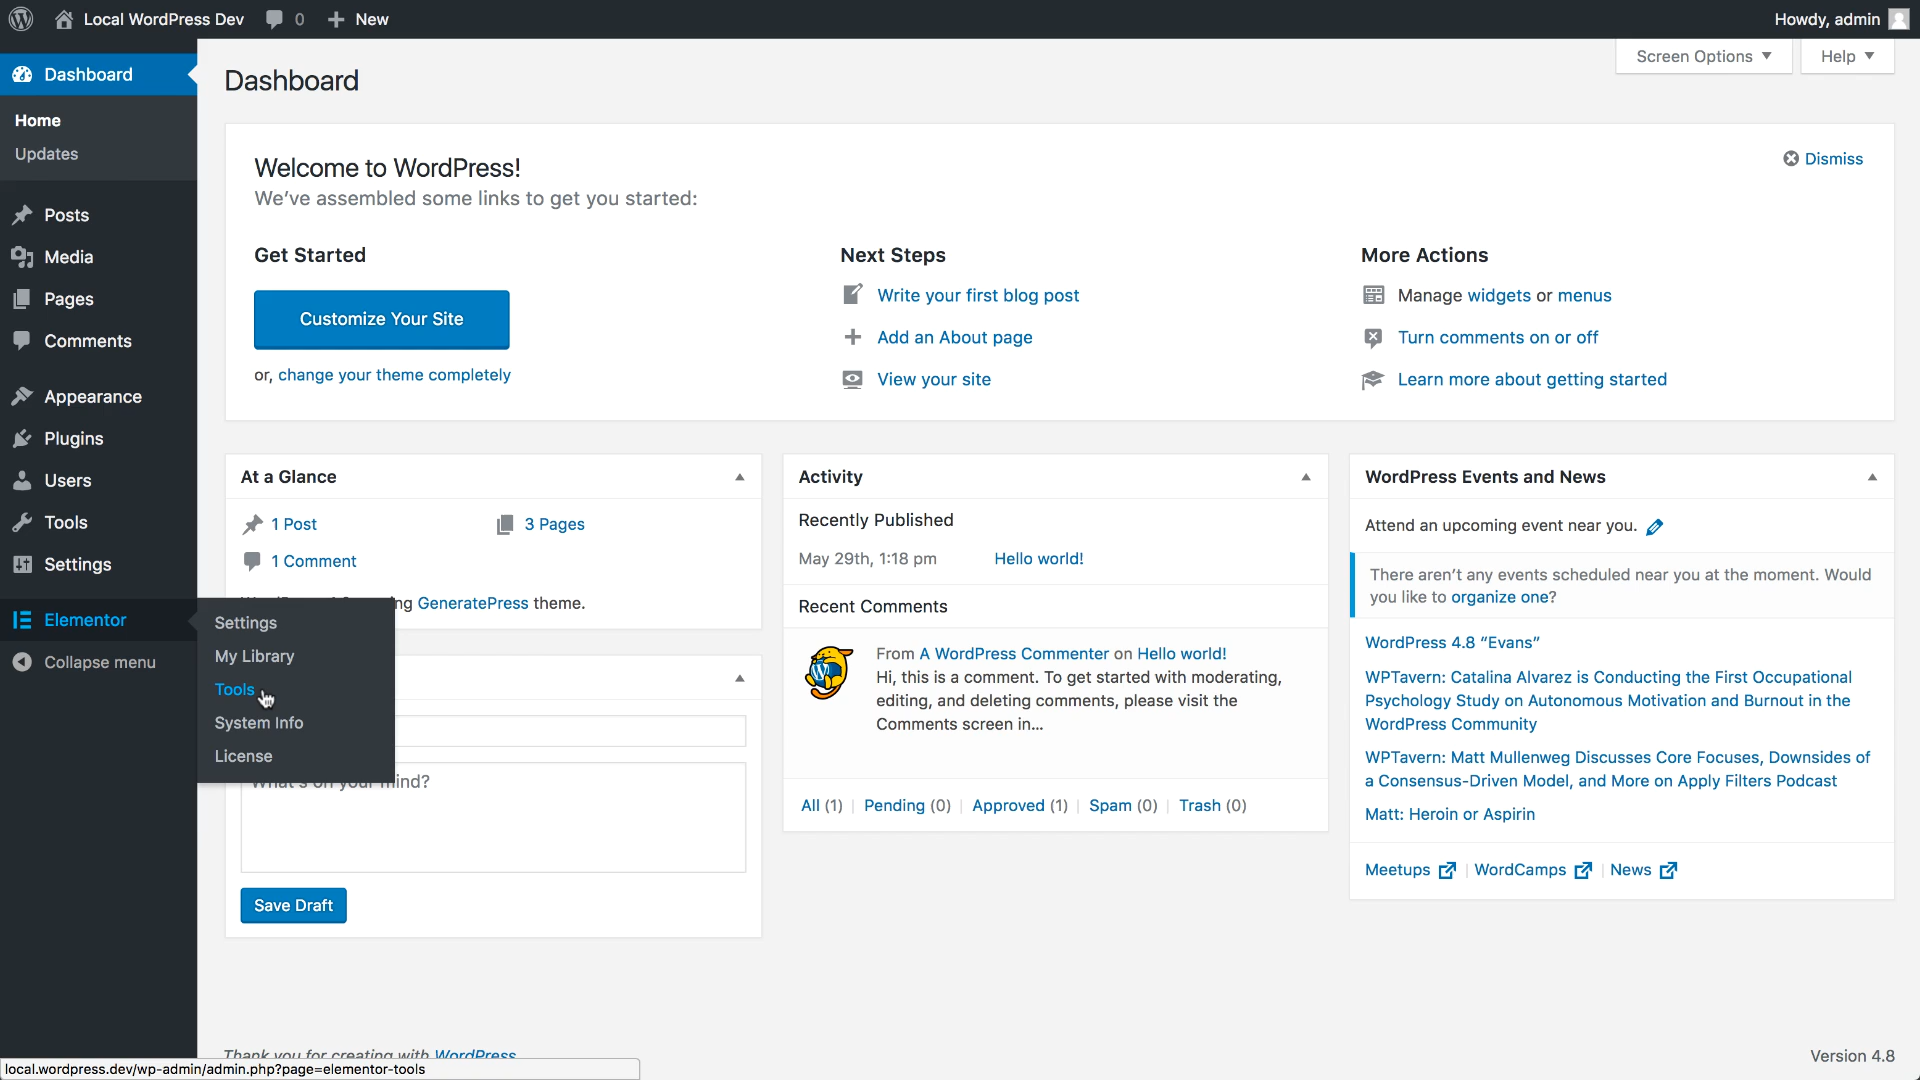 Local WordPress Dev 0 New Howdy, admin
Screen Options Help
Dashboard
Home
Updates
Posts
Media
Pages
Comments
Appearance
Plugins
Users
Tools
Settings
Elementor
Collapse menu
Settings
My Library
Tools
System Info
License
Dashboard
Welcome to WordPress!
We've assembled some links to get you started:
Dismiss
Get Started
Customize Your Site
or, change your theme completely
Next Steps
Write your first blog post
Add an About page
View your site
More Actions
Manage widgets or menus
Turn comments on or off
Learn more about getting started
At a Glance
1 Post
3 Pages
1 Comment
ng GeneratePress theme.
What's on your mind?
Save Draft
Activity
Recently Published
May 29th, 1:18 pm Hello world!
Recent Comments
From A WordPress Commenter on Hello world!
Hi, this is a comment. To get started with moderating,
editing, and deleting comments, please visit the
Comments screen in…
All (1) | Pending (0) | Approved (1) | Spam (0) | Trash (0)
WordPress Events and News
Attend an upcoming event near you.
There aren't any events scheduled near you at the moment. Would
you like to organize one?
WordPress 4.8 “Evans”
WPTavern: Catalina Alvarez is Conducting the First Occupational
Psychology Study on Autonomous Motivation and Burnout in the
WordPress Community
WPTavern: Matt Mullenweg Discusses Core Focuses, Downsides of
a Consensus-Driven Model, and More on Apply Filters Podcast
Matt: Heroin or Aspirin
Meetups | WordCamps | News
Thank you for creating with WordPress
Version 4.8
local.wordpress.dev/wp-admin/admin.php?page=elementor-tools